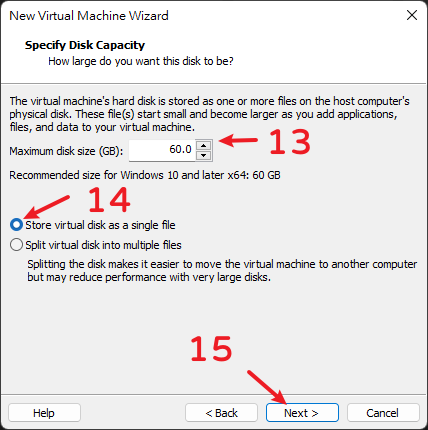 New Virtual Machine Wizard
Specify Disk Capacity
How large do you want this disk to be?
The virtual machine's hard disk is stored as one or more files on the host computer's
physical disk. These file(s) start small and become larger as you add applications,
files, and data to your virtual machine.
Maximum disk size (GB): 60.0 13
Recommended size for Windows 10 and later x64: 60 GB
14
Store virtual disk as a single file
Split virtual disk into multiple files
Splitting the disk makes it easier to move the virtual machine to another computer
but may reduce performance with very large disks.
15
Help < Back Next > Cancel